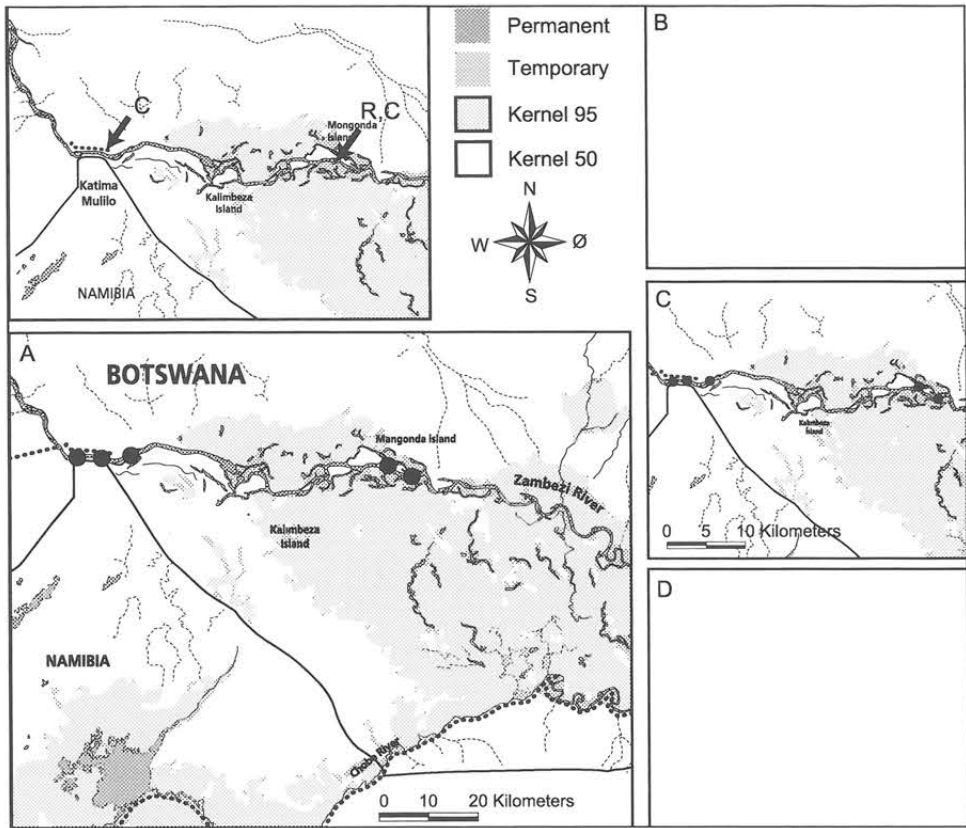 C
R,C
Mongonda
Island
Katima
Mulilo
Kalimbeza
Island
NAMIBIA
Permanent
Temporary
Kernel 95
Kernel 50
N
W
Ø
S
B
A
BOTSWANA
Mangonda island
Zambezi River
Kalimbeza
Island
NAMIBIA
Chobe River
0 10 20 Kilometers
C
Kalimbeza
Island
0 5 10 Kilometers
D